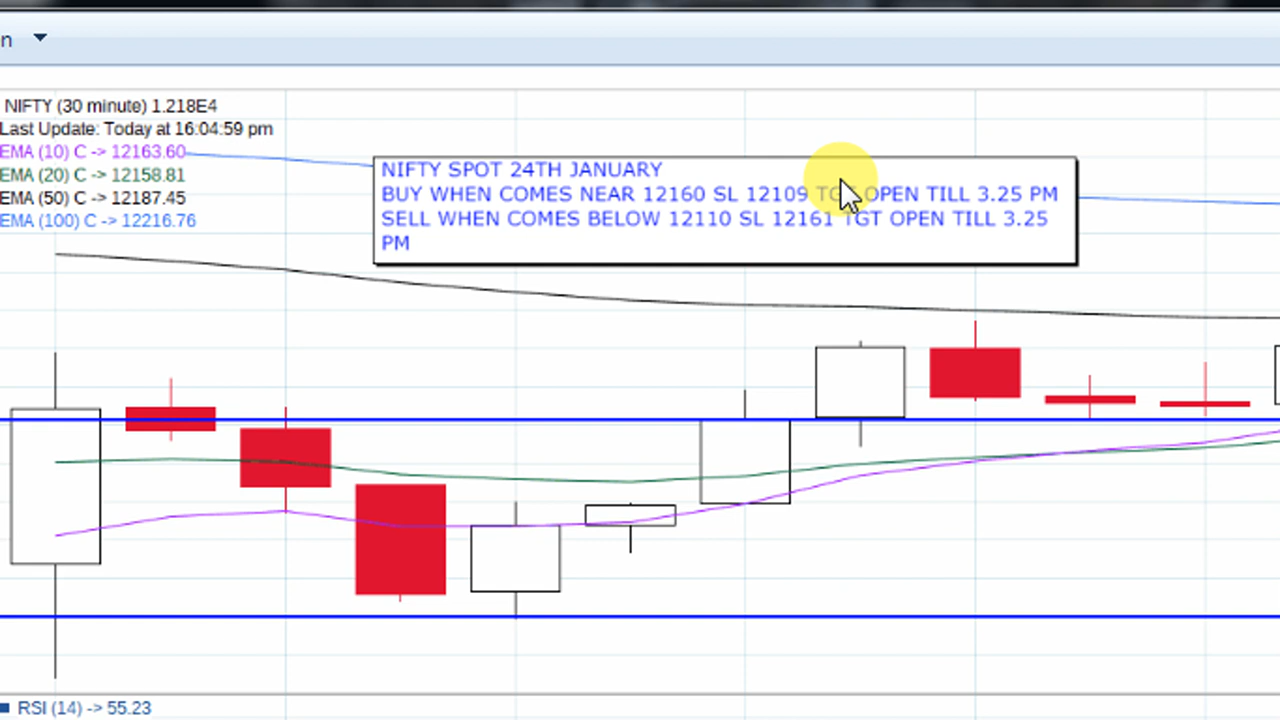 n
NIFTY (30 minute) 1.218E4
Last Update: Today at 16:04:59 pm
EMA (10) C -> 12163.60
EMA (20) C -> 12158.81
EMA (50) C -> 12187.45
EMA (100) C -> 12216.76
NIFTY SPOT 24TH JANUARY
BUY WHEN COMES NEAR 12160 SL 12109 TGT OPEN TILL 3.25 PM
SELL WHEN COMES BELOW 12110 SL 12161 TGT OPEN TILL 3.25
PM
RSI (14) -> 55.23